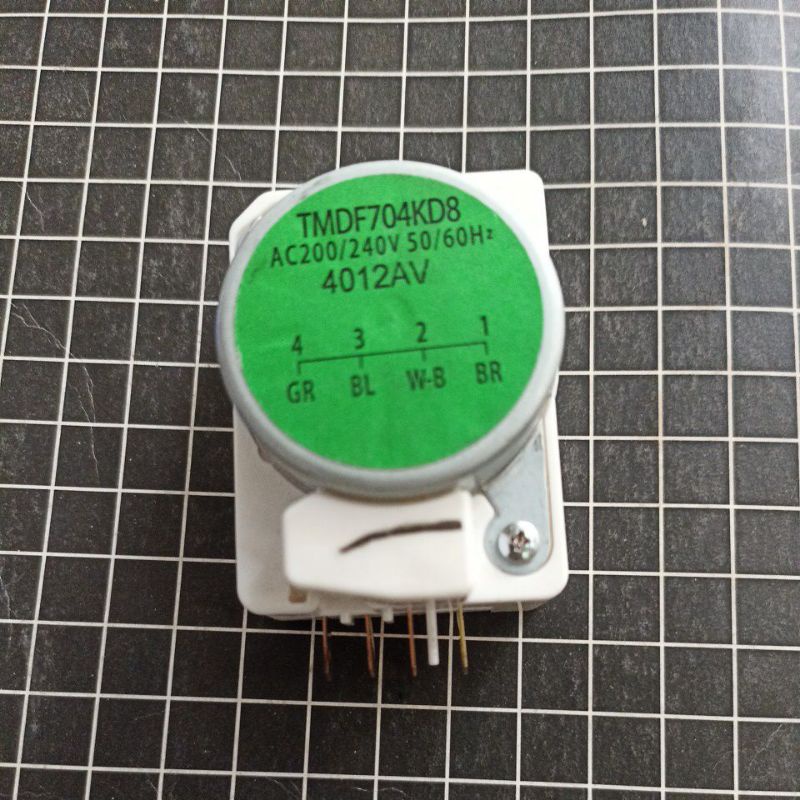 TMDF704KD8
AC200/240V 50/60Hz
4012AV
4 3 2 1
GR BL W-B BR